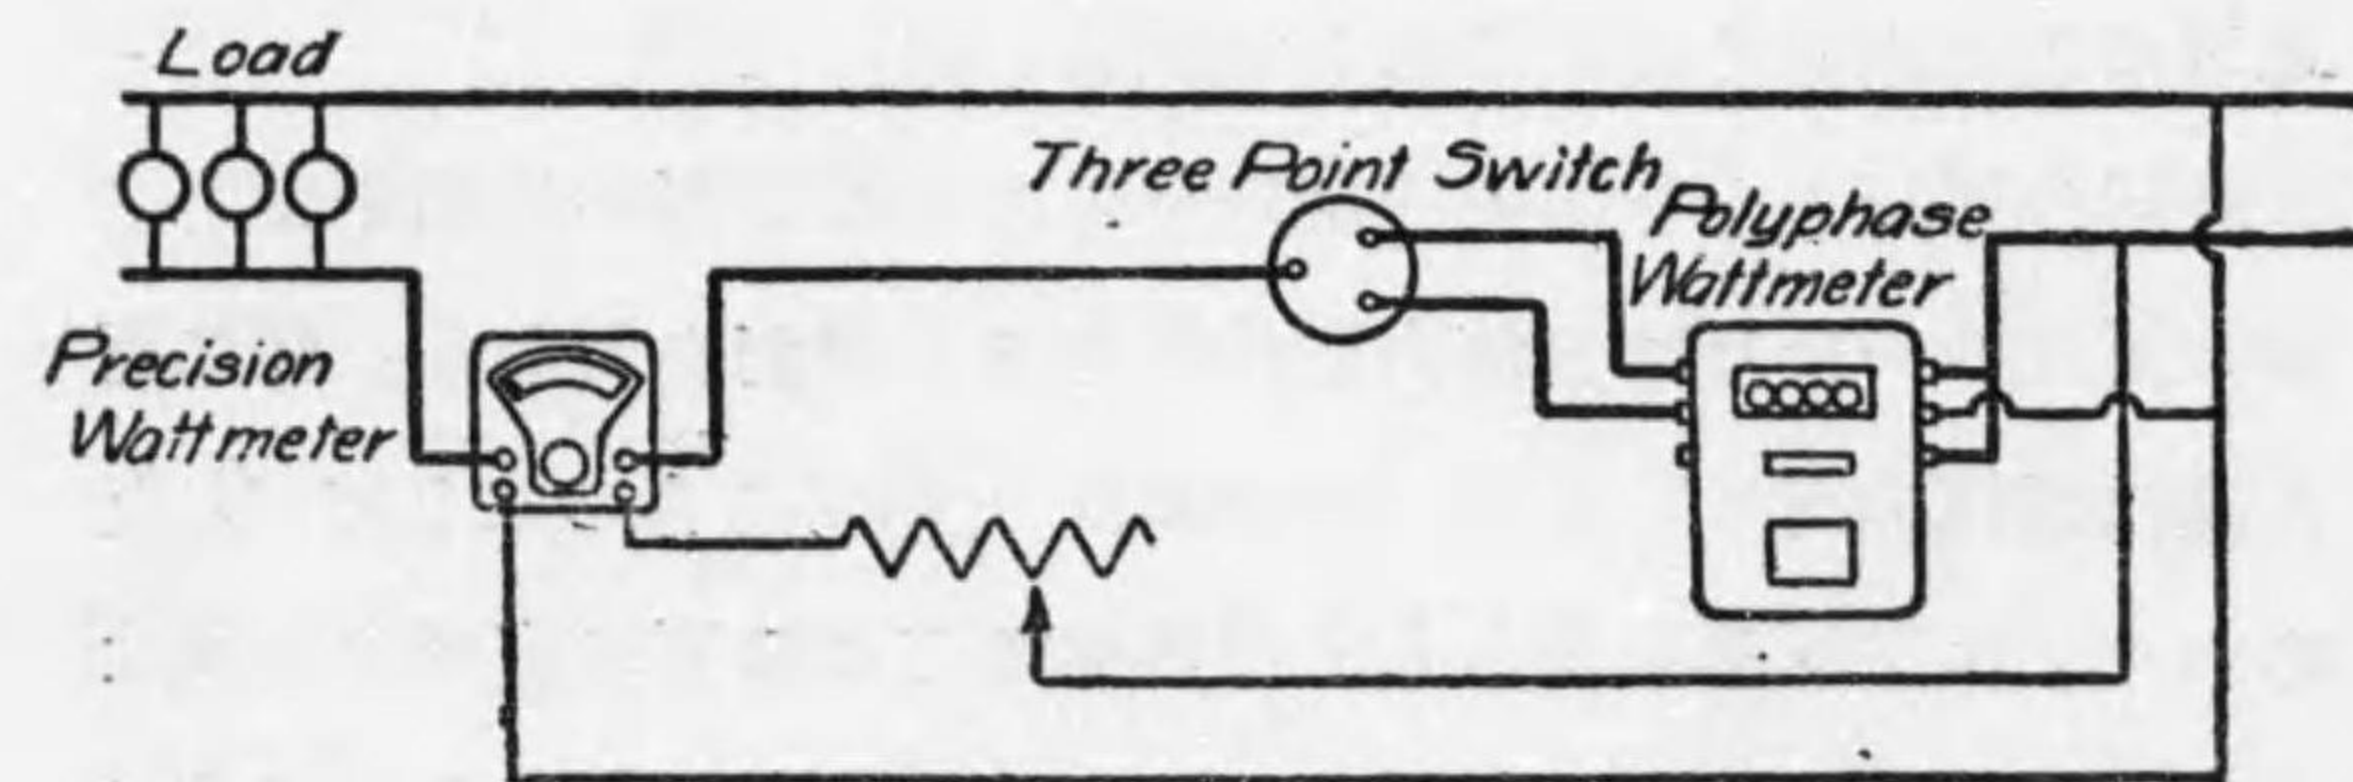 Load
Three Point Switch
Polyphase
Wattmeter
Precision
Wattmeter